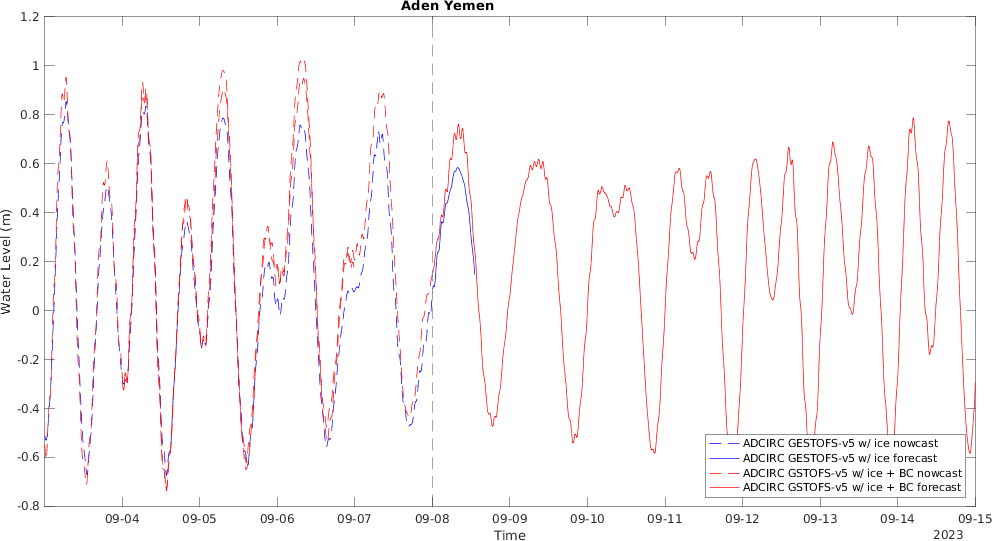 Aden Yemen
1.2
1
0.8
0.6
0.4
0.2
0
-0.2
-0.4
-0.6
-0.8
Water Level (m)
09-04 09-05 09-06 09-07 09-08 09-09 09-10 09-11 09-12 09-13 09-14 09-15
Time
2023
ADCIRC GESTOFS-v5 w/ ice nowcast
ADCIRC GESTOFS-v5 w/ ice forecast
ADCIRC GSTOFS-v5 w/ ice + BC nowcast
ADCIRC GSTOFS-v5 w/ ice + BC forecast